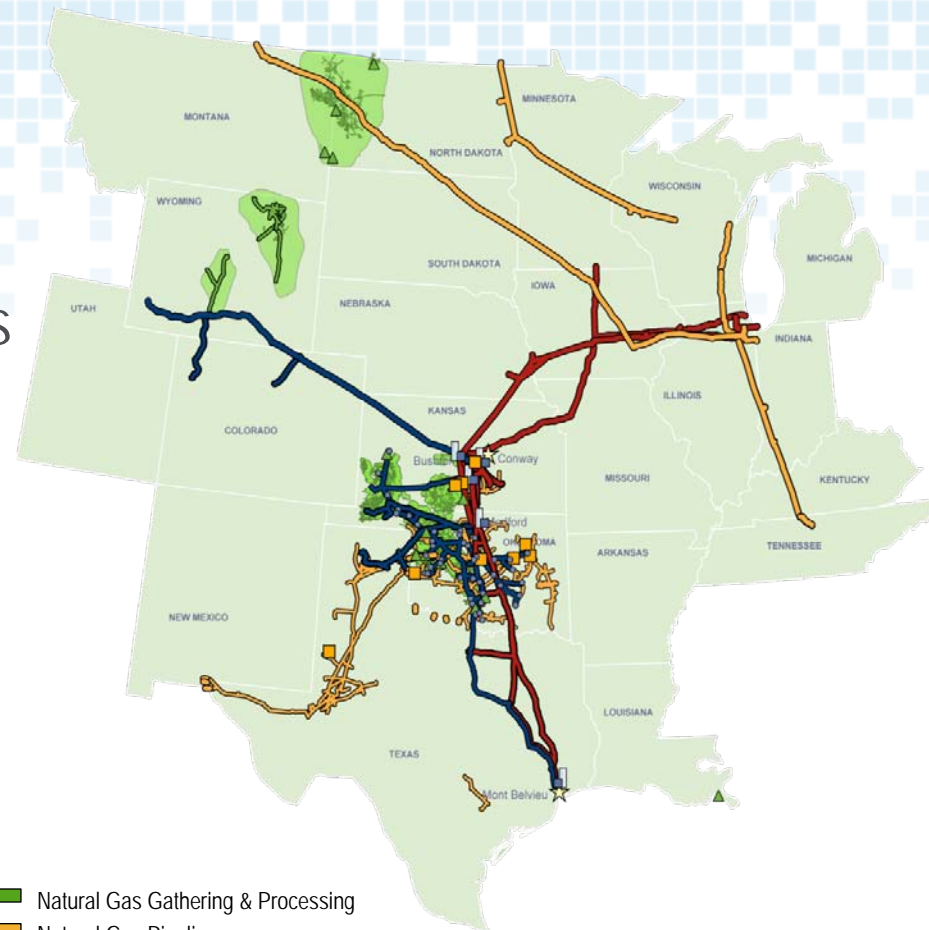 MONTANA
NORTH DAKOTA
MINNESOTA
WISCONSIN
WYOMING
SOUTH DAKOTA
MICHIGAN
UTAH
NEBRASKA
IOWA
S
INDIANA
ILLINOIS
KANSAS
COLORADO
Conway
MISSOURI
KENTUCKY
ARKANSAS
TENNESSEE
NEW MEXICO
LOUISIANA
TEXAS
Mont Belvieu
Natural Gas Gathering & Processing